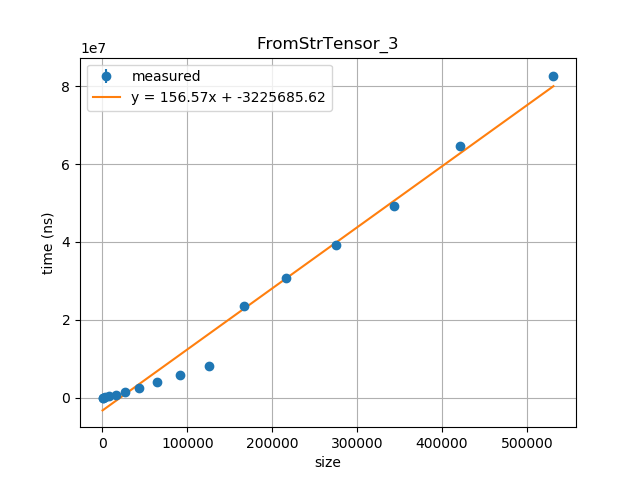 FromStrTensor_3
1e7
measured
y = 156.57x + -3225685.62
8
6
4
2
0
time (ns)
0 100000 200000 300000 400000 500000
size